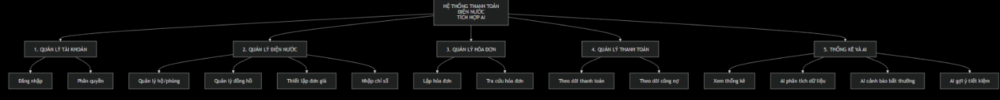 HỆ THỐNG THANH TOÁN
ĐIỆN NƯỚC
TÍCH HỢP AI
1. QUẢN LÝ TÀI KHOẢN
2. QUẢN LÝ ĐIỆN NƯỚC
3. QUẢN LÝ HÓA ĐƠN
4. QUẢN LÝ THANH TOÁN
5. THỐNG KÊ VÀ AI
Đăng nhập
Phân quyền
Quản lý hộ/phòng
Quản lý đồng hồ
Thiết lập đơn giá
Nhập chỉ số
Lập hóa đơn
Tra cứu hóa đơn
Theo dõi thanh toán
Theo dõi công nợ
Xem thống kê
AI phân tích dữ liệu
AI cảnh báo bất thường
AI gợi ý tiết kiệm